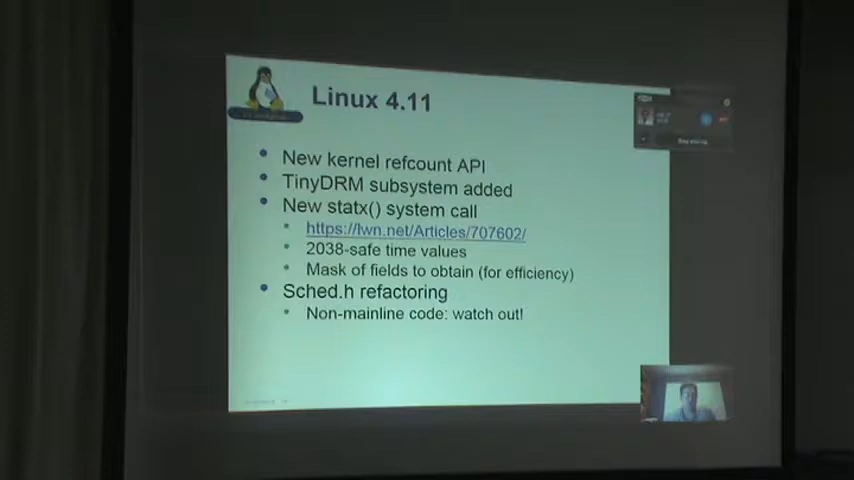 Linux 4.11
New kernel refcount API
TinyDRM subsystem added
New statx() system call
https://lwn.net/Articles/707602/
2038-safe time values
Mask of fields to obtain (for efficiency)
Sched.h refactoring
Non-mainline code: watch out!